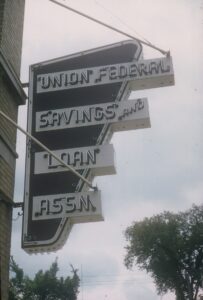 UNION FEDERAL
SAVINGS AND
LOAN
ASSN.